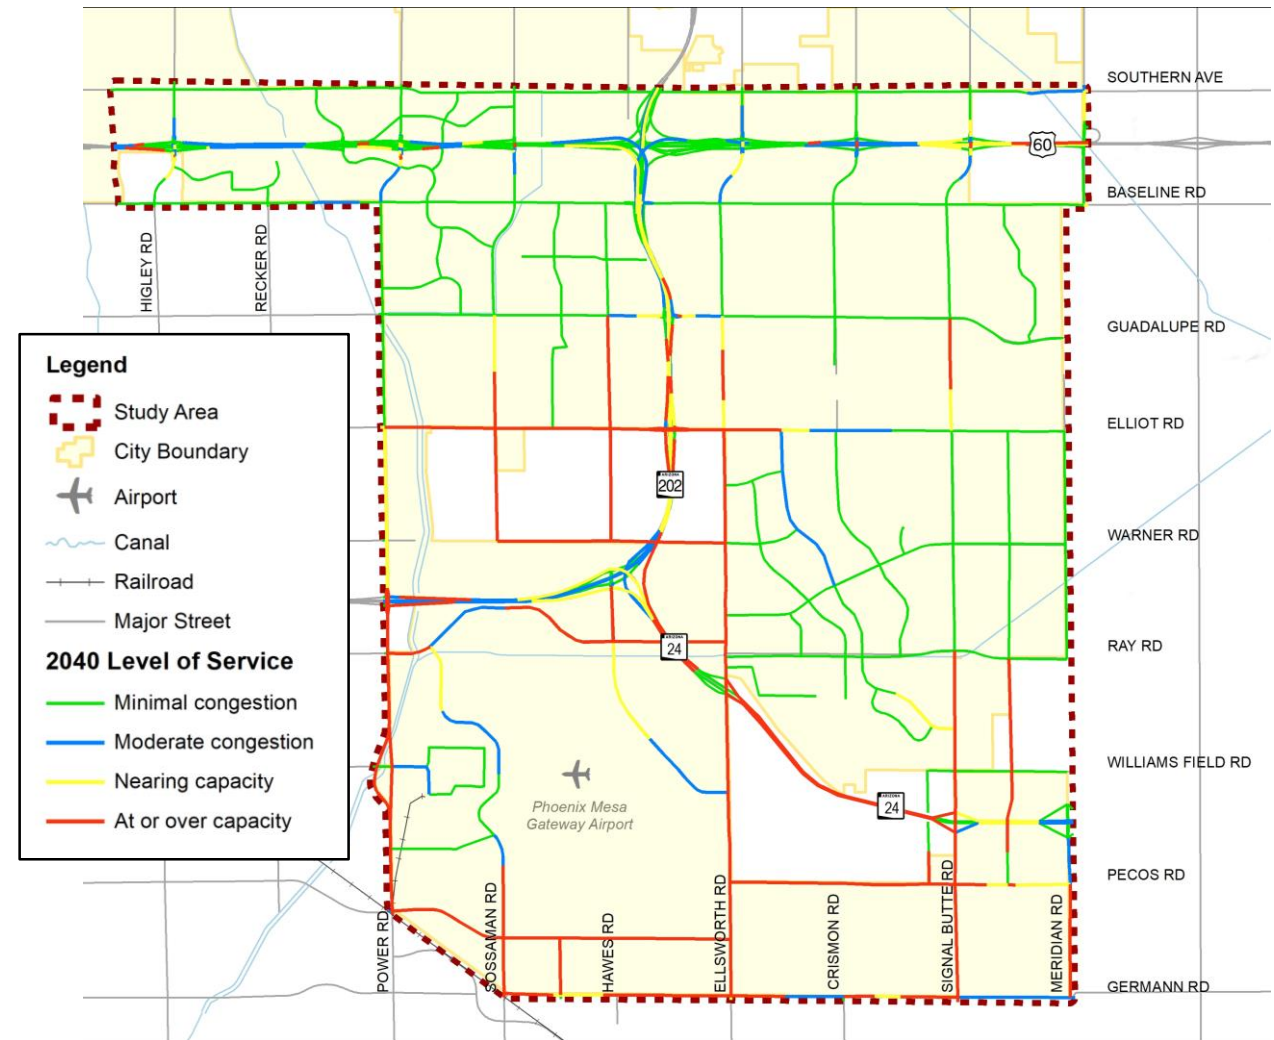 SOUTHERN AVE
60
BASELINE RD
HIGLEY RD
RECKER RD
GUADALUPE RD
Legend
Study Area
City Boundary
Airport
Canal
Railroad
Major Street
2040 Level of Service
Minimal congestion
Moderate congestion
Nearing capacity
At or over capacity
ELLIOT RD
ARIZONA
202
WARNER RD
ARIZONA
24
RAY RD
WILLIAMS FIELD RD
ARIZONA
24
Phoenix Mesa
Gateway Airport
PECOS RD
POWER RD
SOSSAMAN RD
HAWES RD
ELLSWORTH RD
CRISMON RD
SIGNAL BUTTE RD
MERIDIAN RD
GERMANN RD